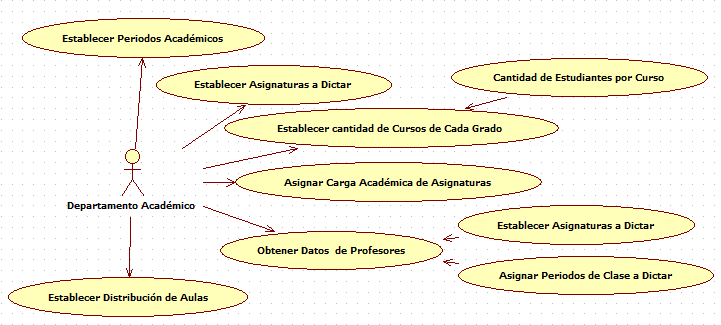 Establecer Periodos Académicos
Establecer Asignaturas a Dictar
Cantidad de Estudiantes por Curso
Establecer cantidad de Cursos de Cada Grado
Asignar Carga Académica de Asignaturas
Departamento Académico
Establecer Asignaturas a Dictar
Obtener Datos de Profesores
Asignar Periodos de Clase a Dictar
Establecer Distribución de Aulas